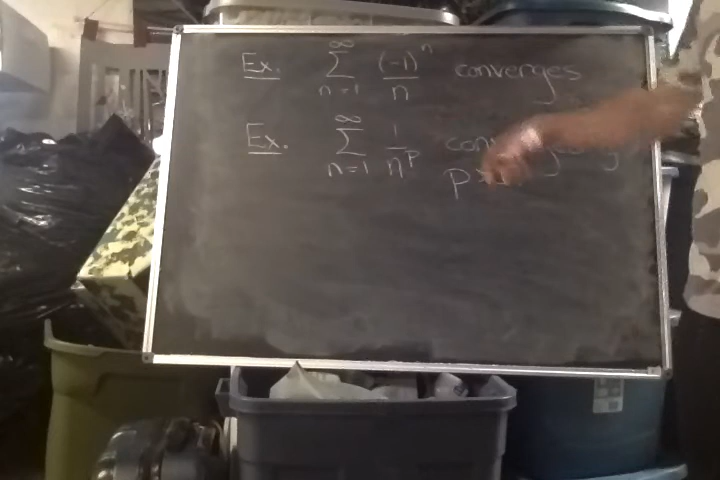 Ex. ∞ Σ n=1 (-1)^n / n converges
Ex. ∞ Σ n=1 1 / n^p
p